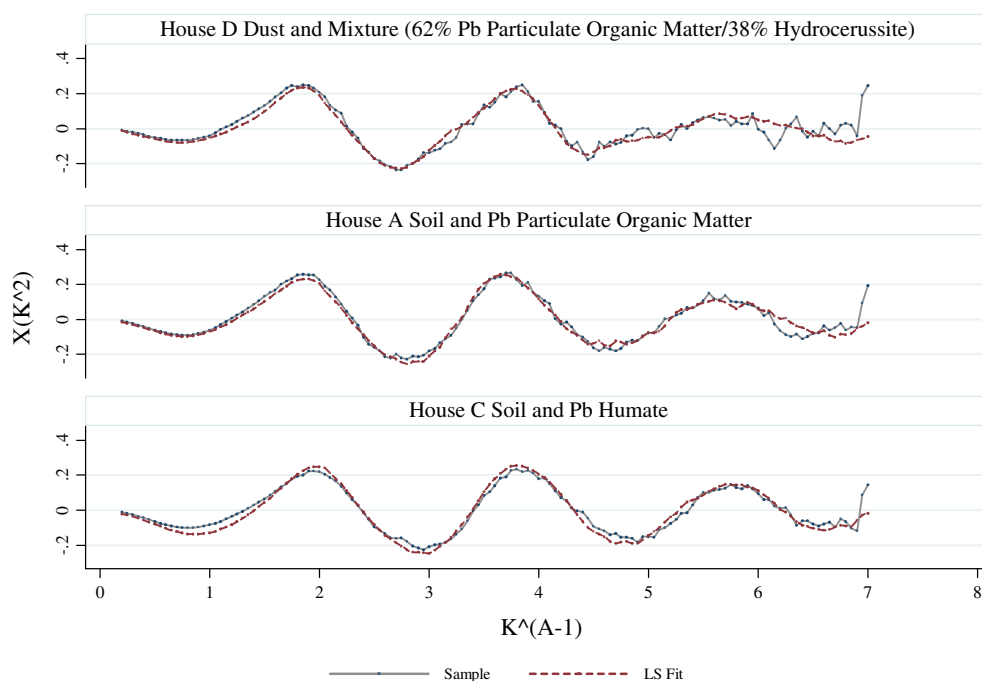 House D Dust and Mixture (62% Pb Particulate Organic Matter/38% Hydrocerussite)
.4
.2
0
-.2
House A Soil and Pb Particulate Organic Matter
.4
.2
0
-.2
X(K^2)
House C Soil and Pb Humate
.4
.2
0
-.2
0 1 2 3 4 5 6 7 8
K^(A-1)
Sample LS Fit